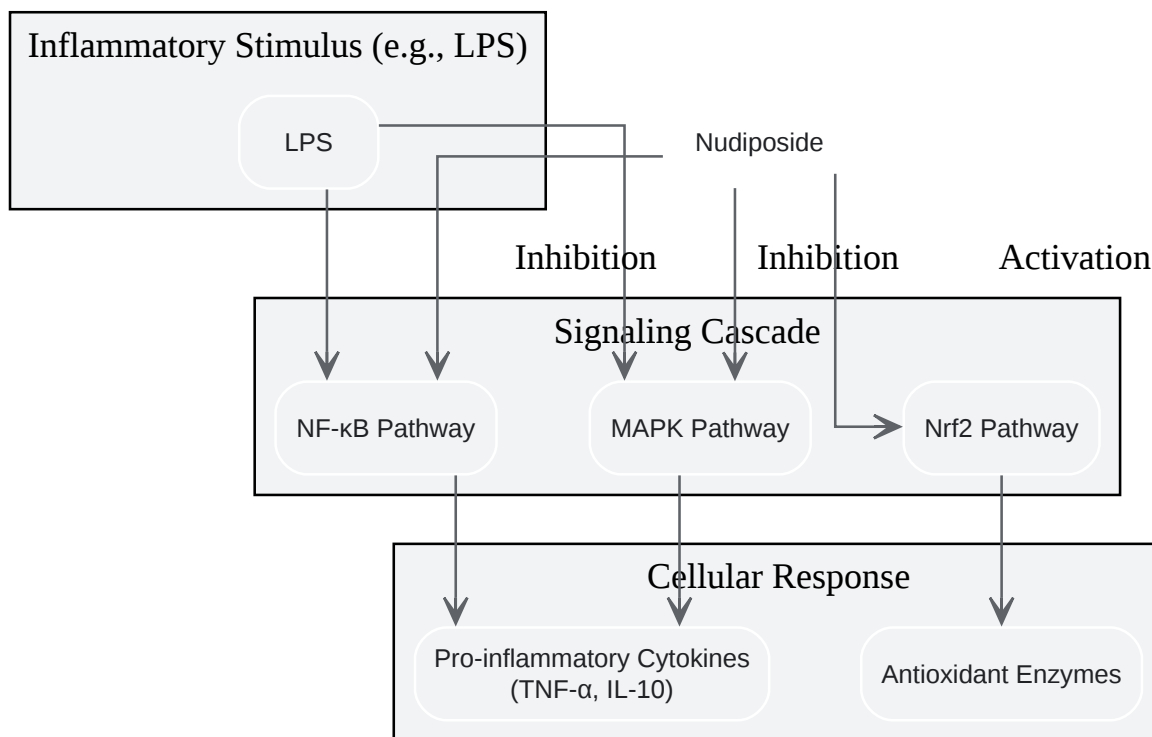 Inflammatory Stimulus (e.g., LPS)
LPS
Nudiposide
Inhibition
Inhibition
Activation
Signaling Cascade
NF-κB Pathway
MAPK Pathway
Nrf2 Pathway
Cellular Response
Pro-inflammatory Cytokines
(TNF-α, IL-10)
Antioxidant Enzymes